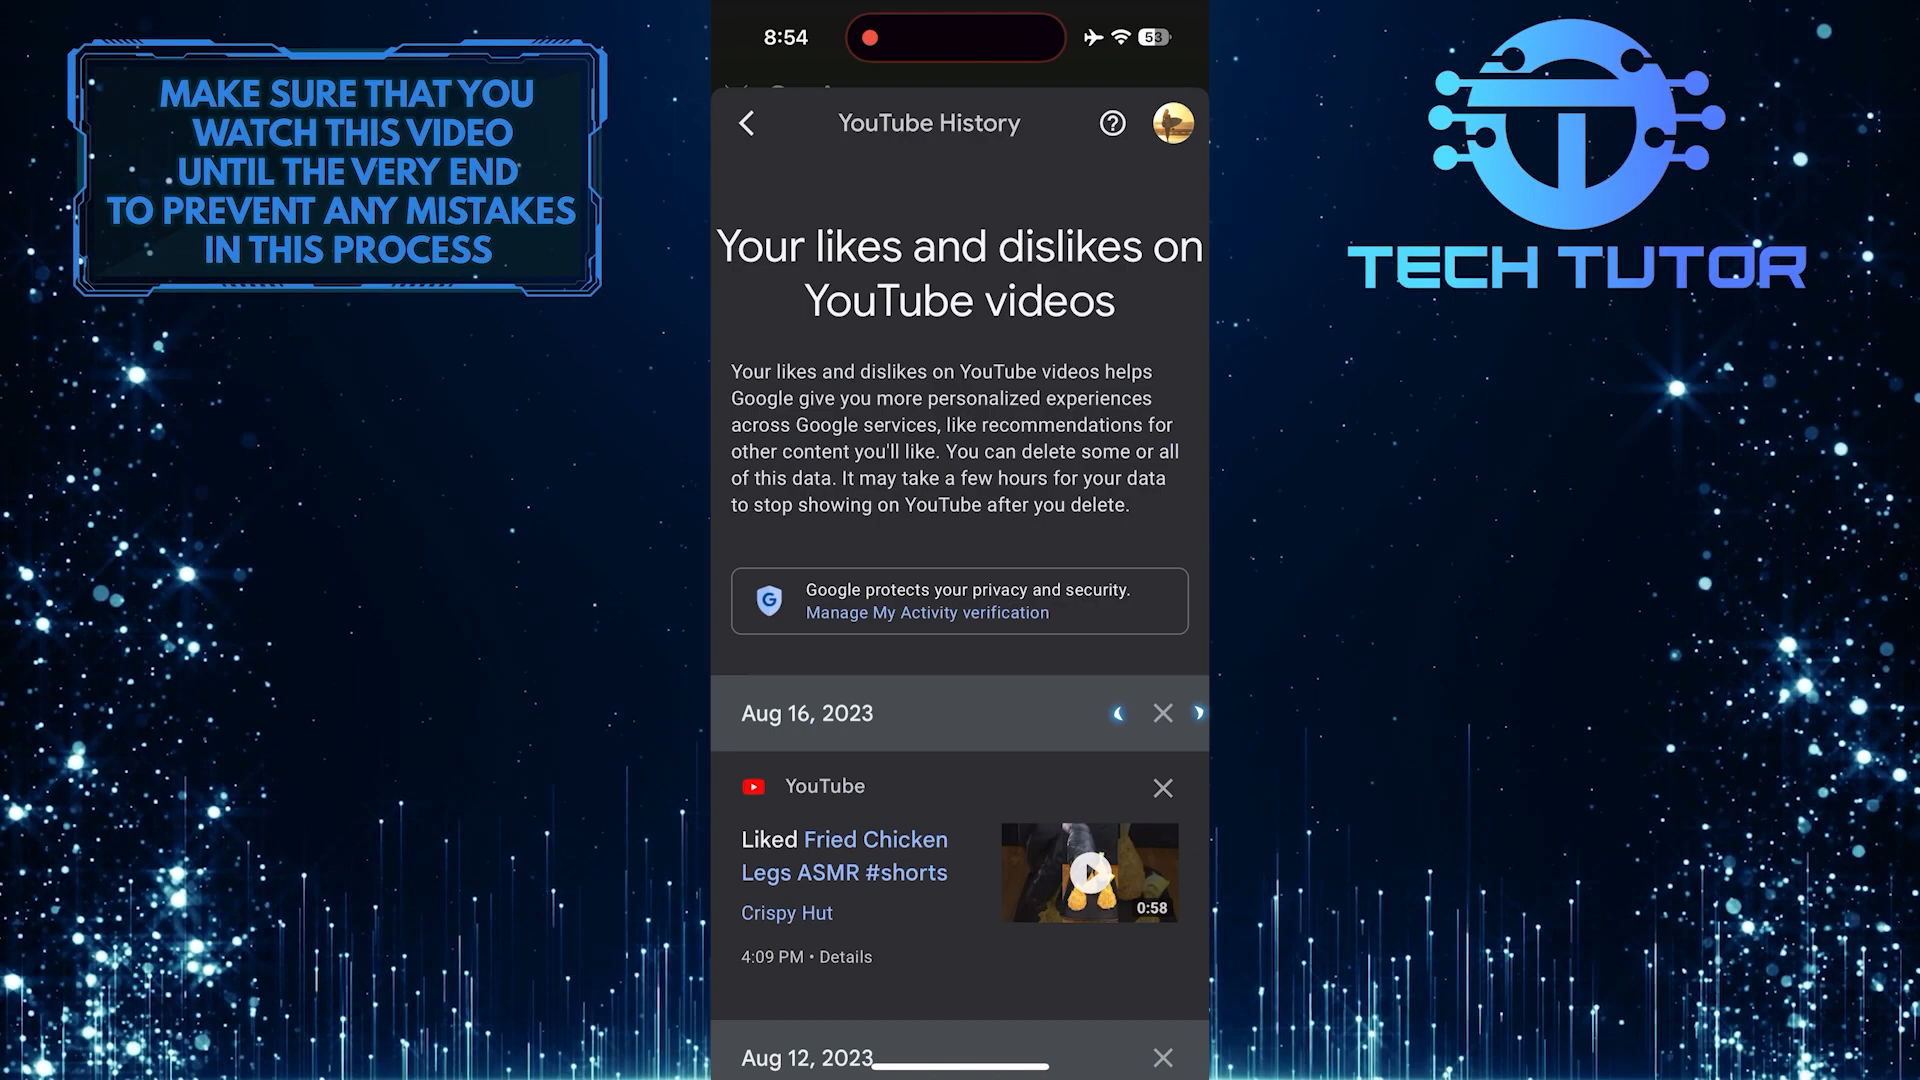 MAKE SURE THAT YOU
WATCH THIS VIDEO
UNTIL THE VERY END
TO PREVENT ANY MISTAKES
IN THIS PROCESS
8:54
53
YouTube History
Your likes and dislikes on
YouTube videos
Your likes and dislikes on YouTube videos helps
Google give you more personalized experiences
across Google services, like recommendations for
other content you'll like. You can delete some or all
of this data. It may take a few hours for your data
to stop showing on YouTube after you delete.
Google protects your privacy and security.
Manage My Activity verification
Aug 16, 2023
YouTube
Liked Fried Chicken
Legs ASMR #shorts
Crispy Hut
0:58
4:09 PM • Details
Aug 12, 2023
TECH TUTOR